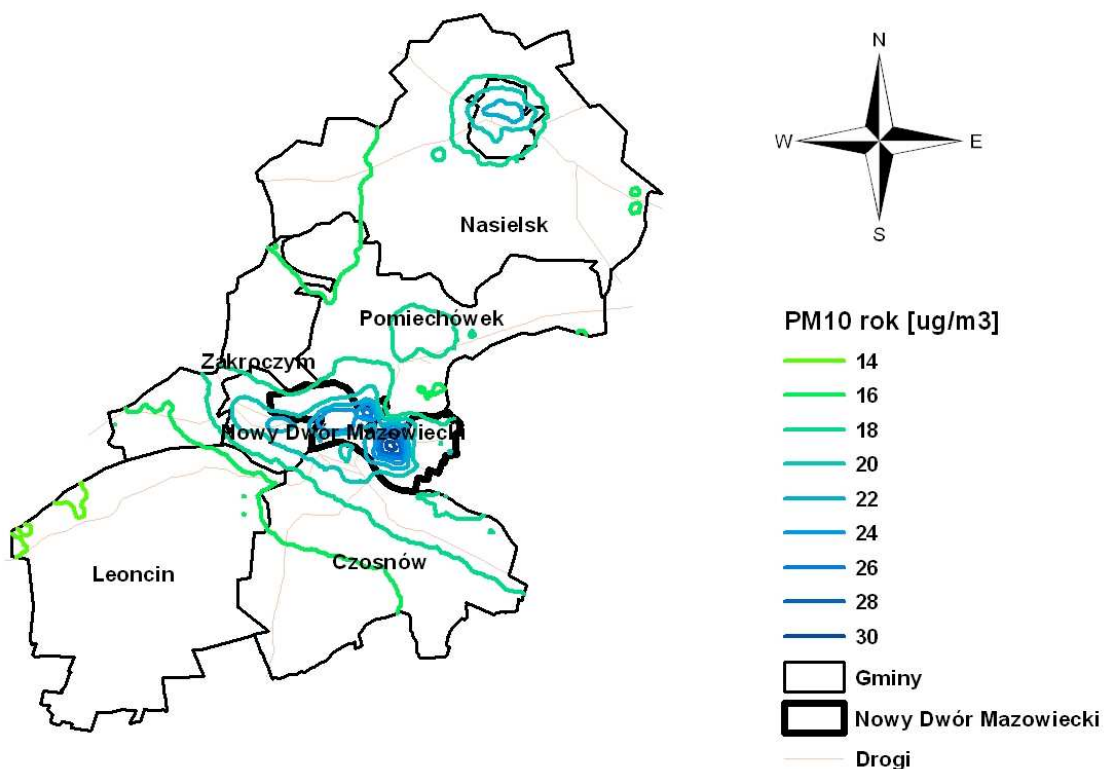 N
W
E
S
Nasielsk
Pomiechówek
Zakroczym
Nowy Dwór Mazowiecki
Czosnów
Leoncin
PM10 rok [ug/m3]
14
16
18
20
22
24
26
28
30
Gminy
Nowy Dwór Mazowiecki
Drogi